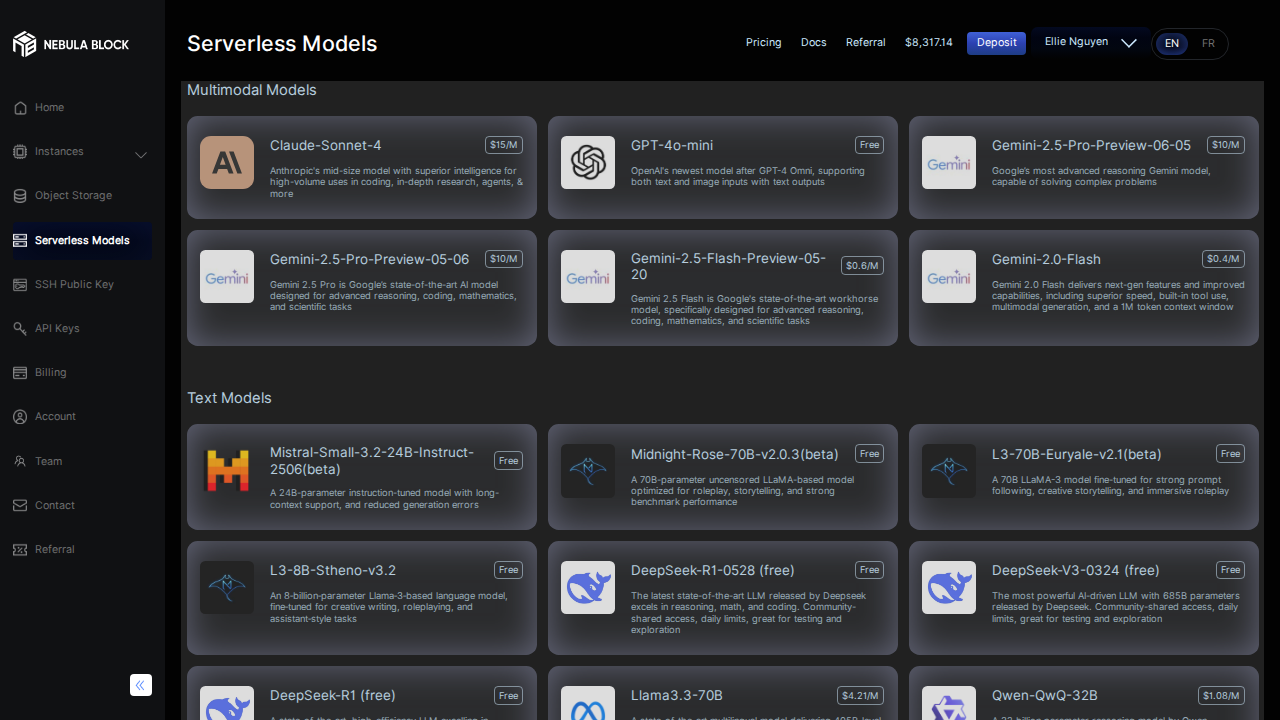 NEBULA BLOCK
Home
Instances
Object Storage
Serverless Models
SSH Public Key
API Keys
Billing
Account
Team
Contact
Referral
Serverless Models
Pricing
Docs
Referral
$8,317.14
Deposit
Ellie Nguyen
EN
FR
Multimodal Models
Claude-Sonnet-4
$15/M
Anthropic's mid-size model with superior intelligence for
high-volume uses in coding, in-depth research, agents, &
more
GPT-4o-mini
Free
OpenAI's newest model after GPT-4 Omni, supporting
both text and image inputs with text outputs
Gemini
Gemini-2.5-Pro-Preview-06-05
$10/M
Google's most advanced reasoning Gemini model,
capable of solving complex problems
Gemini
Gemini-2.5-Pro-Preview-05-06
$10/M
Gemini 2.5 Pro is Google's state-of-the-art AI model
designed for advanced reasoning, coding, mathematics,
and scientific tasks
Gemini
Gemini-2.5-Flash-Preview-05-
20
$0.6/M
Gemini 2.5 Flash is Google's state-of-the-art workhorse
model, specifically designed for advanced reasoning,
coding, mathematics, and scientific tasks
Gemini
Gemini-2.0-Flash
$0.4/M
Gemini 2.0 Flash delivers next-gen features and improved
capabilities, including superior speed, built-in tool use,
multimodal generation, and a 1M token context window
Text Models
Mistral-Small-3.2-24B-Instruct-
2506(beta)
Free
A 24B-parameter instruction-tuned model with long-
context support, and reduced generation errors
Midnight-Rose-70B-v2.0.3(beta)
Free
A 70B-parameter uncensored LLaMA-based model
optimized for roleplay, storytelling, and strong
benchmark performance
L3-70B-Euryale-v2.1(beta)
Free
A 70B LLaMA-3 model fine-tuned for strong prompt
following, creative storytelling, and immersive roleplay
L3-8B-Stheno-v3.2
Free
An 8-billion-parameter Llama-3-based language model,
fine-tuned for creative writing, roleplaying, and
assistant-style tasks
DeepSeek-R1-0528 (free)
Free
The latest state-of-the-art LLM released by Deepseek
excels in reasoning, math, and coding. Community-
shared access, daily limits, great for testing and
exploration
DeepSeek-V3-0324 (free)
Free
The most powerful AI-driven LLM with 685B parameters
released by Deepseek. Community-shared access, daily
limits, great for testing and exploration
DeepSeek-R1 (free)
Free
Llama3.3-70B
$4.21/M
Qwen-QwQ-32B
$1.08/M